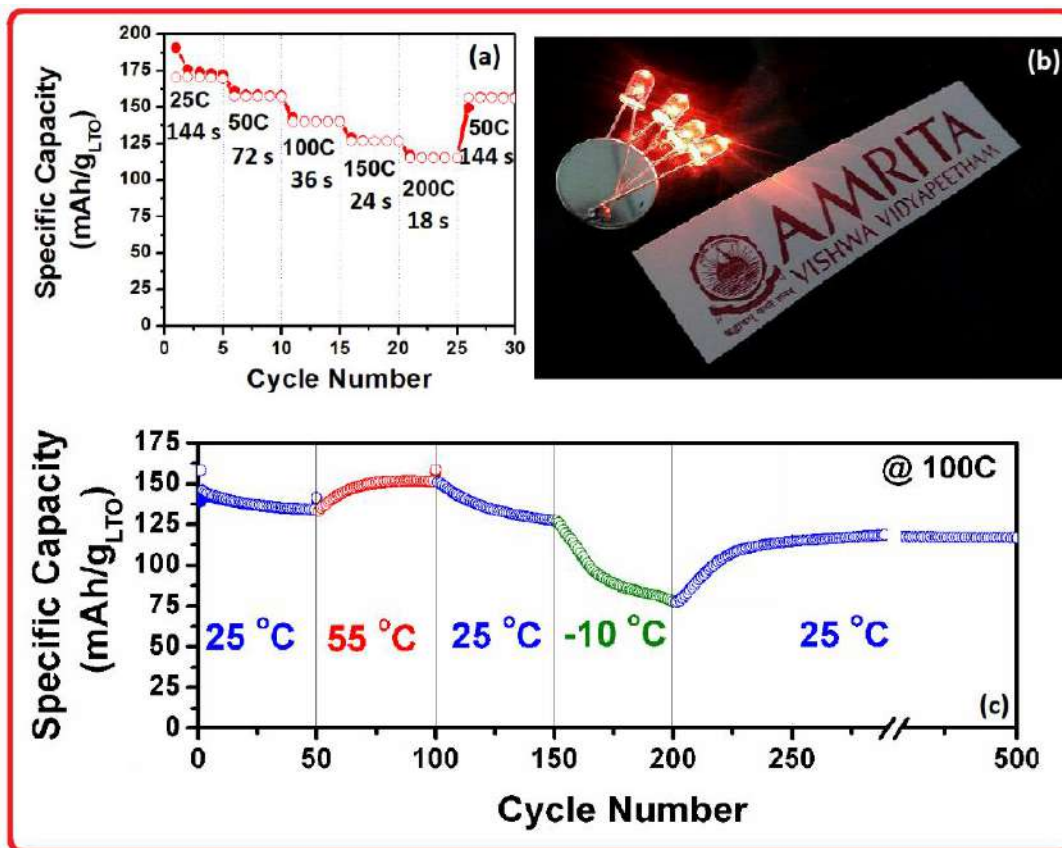 (a)
Specific Capacity
(mAh/gLTO)
200
175
150
125
100
75
50
25
0
25C
144 s
50C
72 s
100C
36 s
150C
24 s
200C
18 s
50C
144 s
0 5 10 15 20 25 30
Cycle Number
(b)
AMRITA
VISHWA VIDYAPEETHAM
Specific Capacity
(mAh/gLTO)
175
150
125
100
75
50
25
0
@ 100C
25 °C
55 °C
25 °C
-10 °C
25 °C
(c)
0 50 100 150 200 250 500
Cycle Number